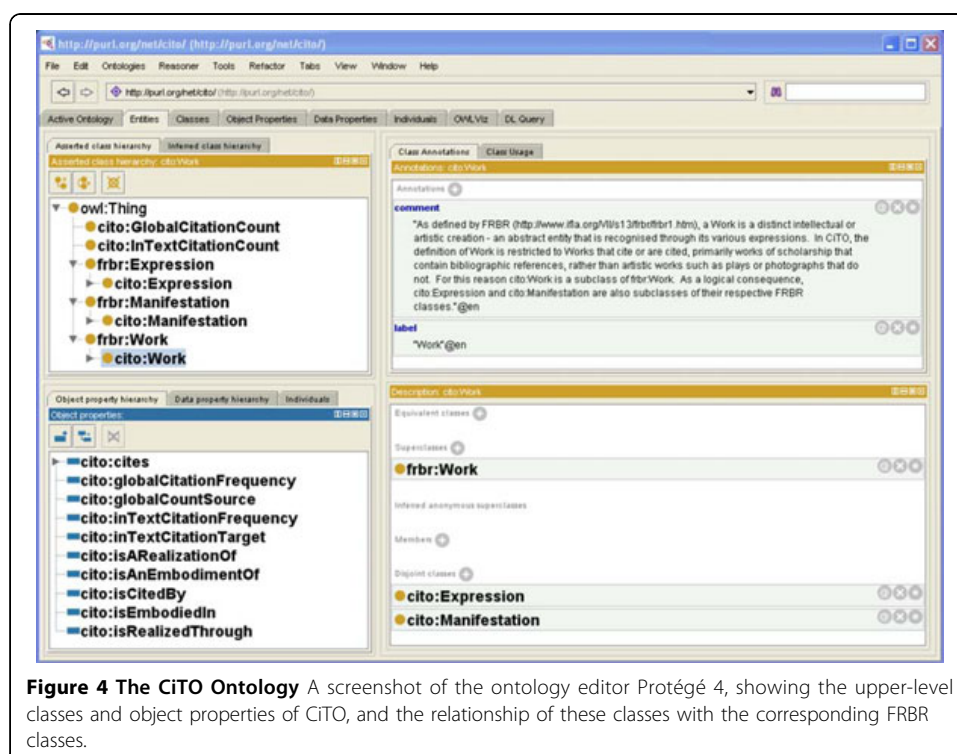 http://purl.org/net/cito/ (http://purl.org/net/cito/)
File Edit Ontologies Reasoner Tools Refactor Tabs View Window Help
http://purl.org/net/cito/ (http://purl.org/net/cito/)
Active Ontology Entities Classes Object Properties Data Properties Individuals OWLViz DL Query
Asserted class hierarchy Inferred class hierarchy
Asserted class hierarchy: cito:Work
owl:Thing
cito:GlobalCitationCount
cito:InTextCitationCount
frbr:Expression
cito:Expression
frbr:Manifestation
cito:Manifestation
frbr:Work
cito:Work
Object property hierarchy Data property hierarchy Individuals
Object properties:
cito:cites
cito:globalCitationFrequency
cito:globalCountSource
cito:inTextCitationFrequency
cito:inTextCitationTarget
cito:isARealizationOf
cito:isAnEmbodimentOf
cito:isCitedBy
cito:isEmbodiedIn
cito:isRealizedThrough
Class Annotations Class Usage
Annotations: cito:Work
Annotations
comment
"As defined by FRBR (http://www.ifla.org/VII/s13/frbr/frbr1.htm), a Work is a distinct intellectual or
artistic creation - an abstract entity that is recognised through its various expressions. In CiTO, the
definition of Work is restricted to Works that cite or are cited, primarily works of scholarship that
contain bibliographic references, rather than artistic works such as plays or photographs that do
not. For this reason cito:Work is a subclass of frbr:Work. As a logical consequence,
cito:Expression and cito:Manifestation are also subclasses of their respective FRBR
classes."@en
label
"Work"@en
Description: cito:Work
Equivalent classes
Superclasses
frbr:Work
Inferred anonymous superclasses
Members
Disjoint classes
cito:Expression
cito:Manifestation
Figure 4 The CiTO Ontology A screenshot of the ontology editor Protégé 4, showing the upper-level
classes and object properties of CiTO, and the relationship of these classes with the corresponding FRBR
classes.